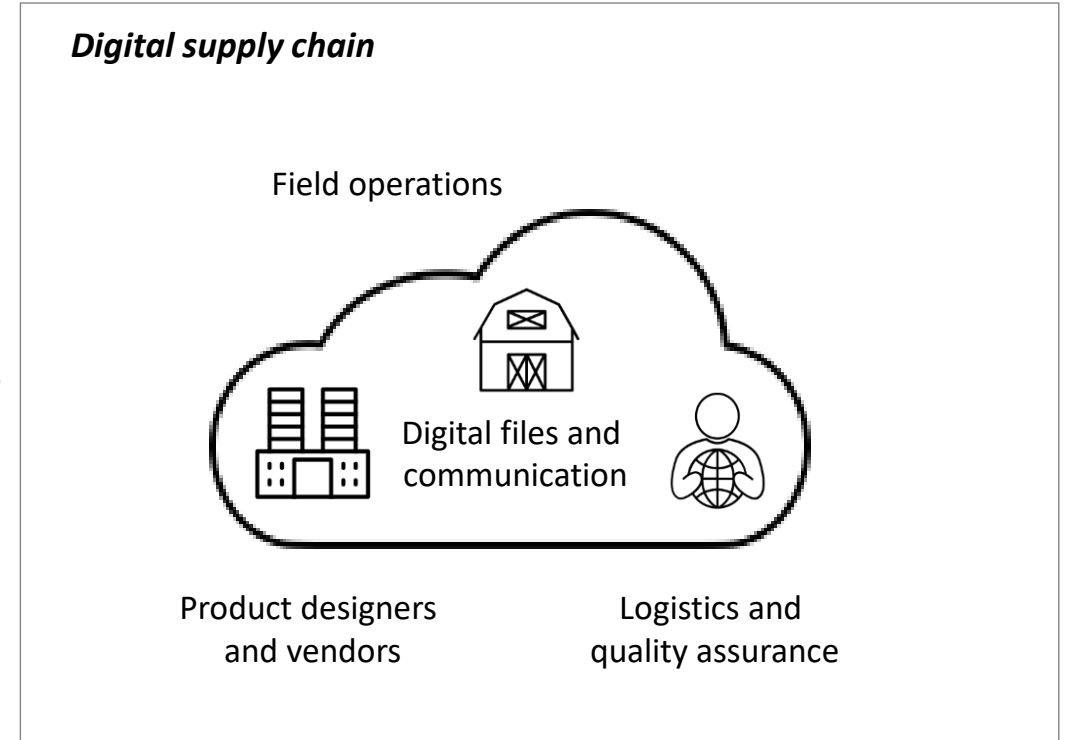 Digital supply chain
Field operations
Digital files and
communication
Product designers
and vendors
Logistics and
quality assurance